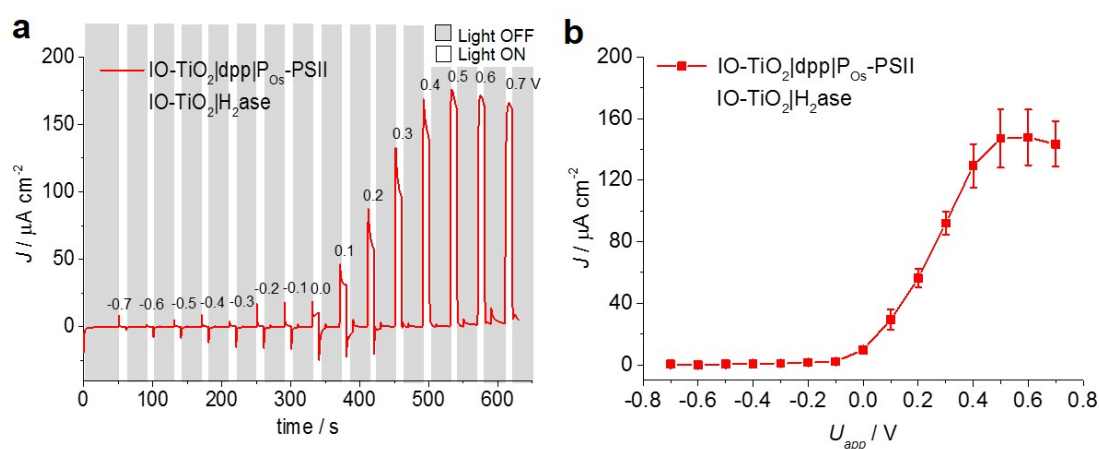 a
Light OFF
Light ON
IO-TiO₂|dpp|P_Os-PSII
IO-TiO₂|H₂ase
-0.7 -0.6 -0.5 -0.4 -0.3 -0.2 -0.1 0.0 0.1 0.2 0.3 0.4 0.5 0.6 0.7 V
200
150
100
50
0
J / μA cm⁻²
0 100 200 300 400 500 600
time / s
b
IO-TiO₂|dpp|P_Os-PSII
IO-TiO₂|H₂ase
200
160
120
80
40
0
J / μA cm⁻²
-0.8 -0.6 -0.4 -0.2 0.0 0.2 0.4 0.6 0.8
U_app / V